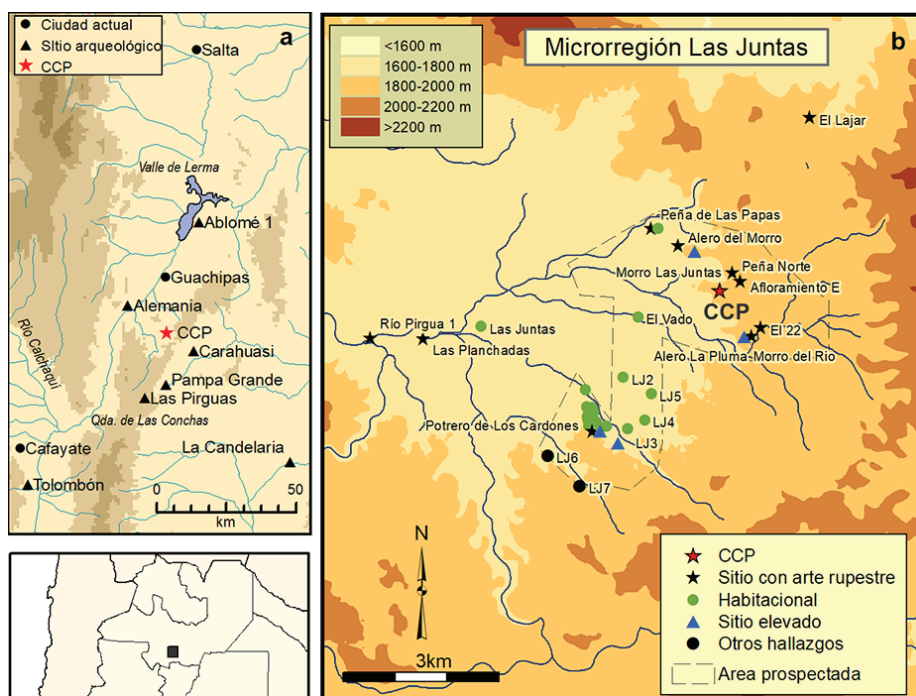 Ciudad actual
SItio arqueológico
CCP
a
Salta
Valle de Lerma
Ablomé 1
Guachipas
Alemania
CCP
Río Calchaquí
Carahuasi
Pampa Grande
Las Pirguas
Qda. de Las Conchas
Cafayate
La Candelaria
Tolombón
0 50
km
<1600 m
1600-1800 m
1800-2000 m
2000-2200 m
>2200 m
Microrregión Las Juntas
b
El Lajar
Peña de Las Papas
Alero del Morro
Morro Las Juntas
Peña Norte
Afloramiento E
CCP
El Vado
Las Juntas
Río Pirgua 1
Las Planchadas
El 22
Alero La Pluma-Morro del Río
LJ2
LJ5
Potrero de Los Cardones
LJ4
LJ3
LJ6
LJ7
N
3km
CCP
Sitio con arte rupestre
Habitacional
Sitio elevado
Otros hallazgos
Area prospectada